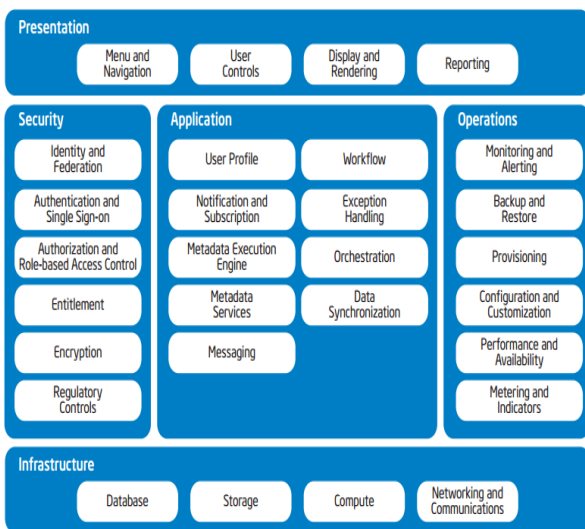 Presentation
Menu and
Navigation
User
Controls
Display and
Rendering
Reporting
Security
Identity and
Federation
Authentication and
Single Sign-on
Authorization and
Role-based Access Control
Entitlement
Encryption
Regulatory
Controls
Application
User Profile
Workflow
Notification and
Subscription
Exception
Handling
Metadata Execution
Engine
Orchestration
Metadata
Services
Data
Synchronization
Messaging
Operations
Monitoring and
Alerting
Backup and
Restore
Provisioning
Configuration and
Customization
Performance and
Availability
Metering and
Indicators
Infrastructure
Database
Storage
Compute
Networking and
Communications